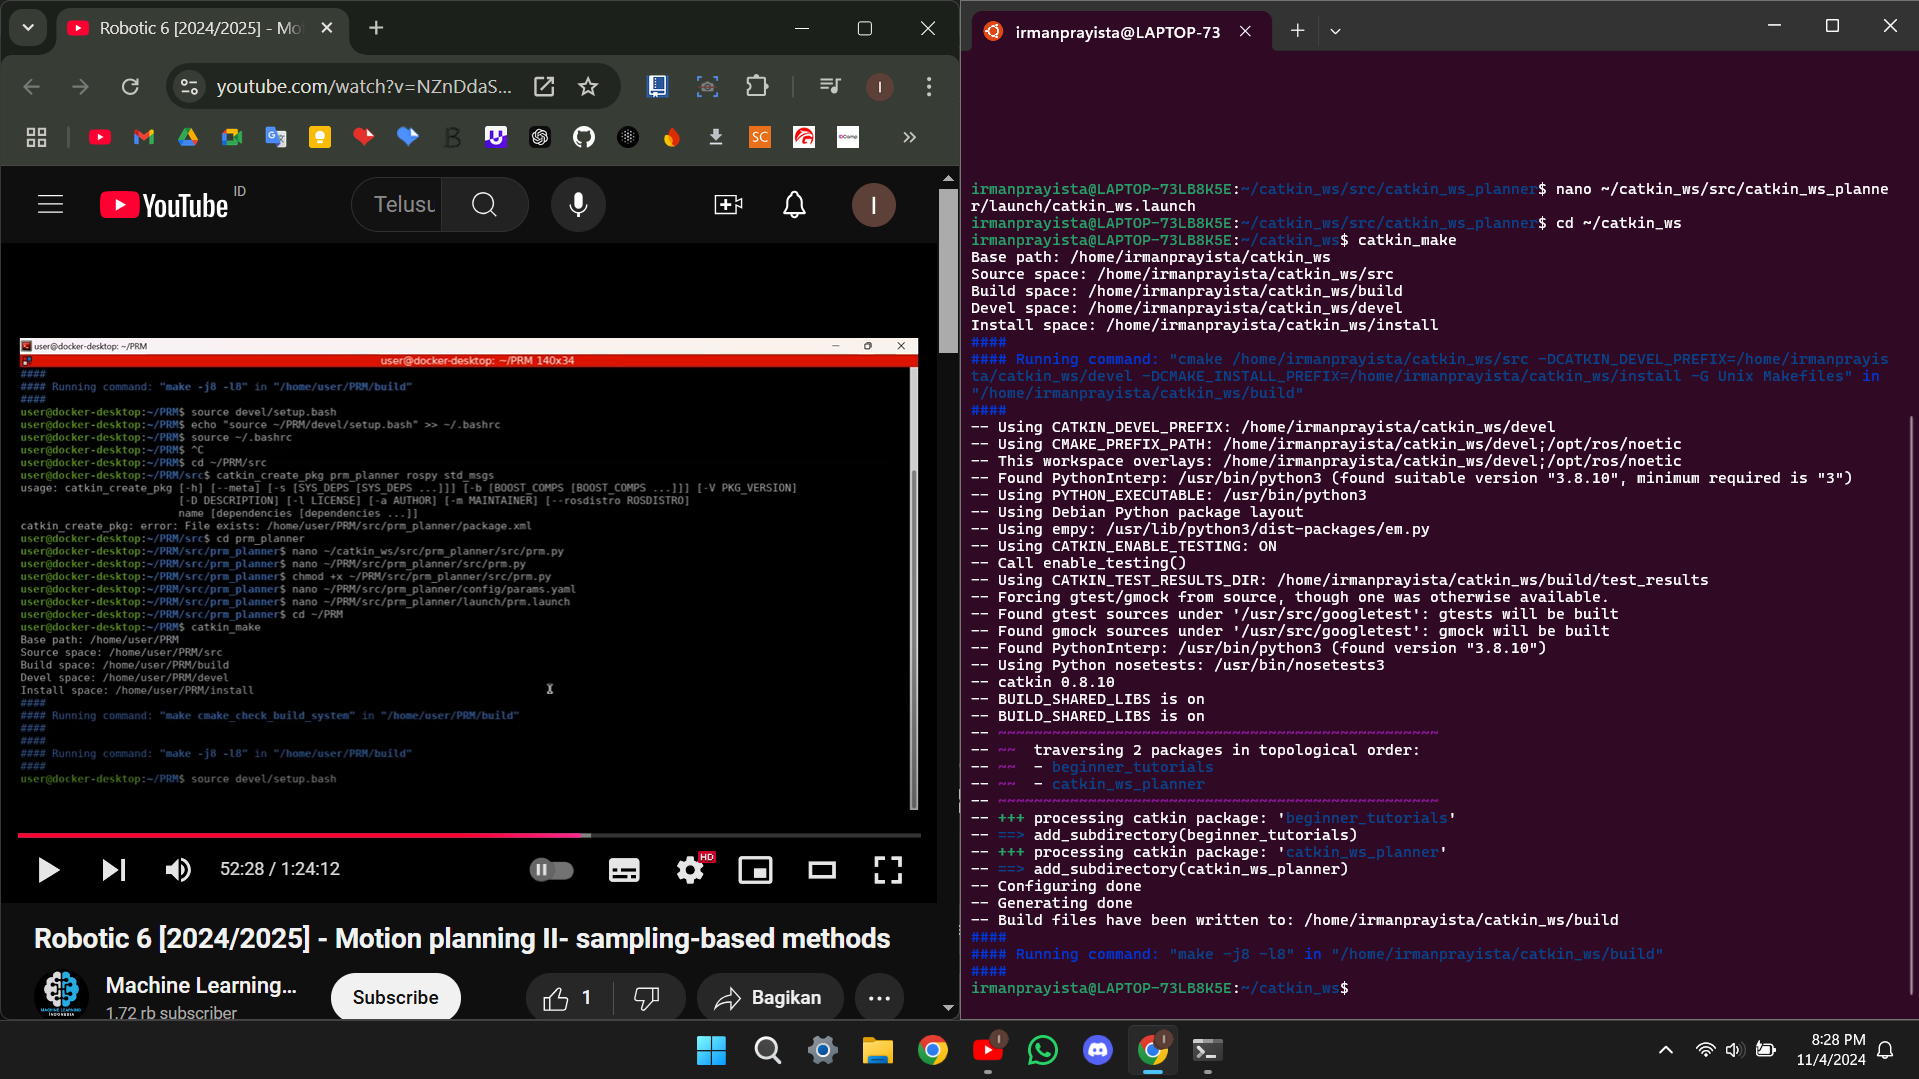 Robotic 6 [2024/2025] - Mo
youtube.com/watch?v=NZnDdaS...
I
SC
YouTube ID
Telusu
I
user@docker-desktop: ~/PRM
user@docker-desktop: ~/PRM 140x34
####
#### Running command: "make -j8 -l8" in "/home/user/PRM/build"
####
user@docker-desktop:~/PRM$ source devel/setup.bash
user@docker-desktop:~/PRM$ echo "source ~/PRM/devel/setup.bash" >> ~/.bashrc
user@docker-desktop:~/PRM$ source ~/.bashrc
user@docker-desktop:~/PRM$ ^C
user@docker-desktop:~/PRM$ cd ~/PRM/src
user@docker-desktop:~/PRM/src$ catkin_create_pkg prm_planner rospy std_msgs
usage: catkin_create_pkg [-h] [--meta] [-s [SYS_DEPS [SYS_DEPS ...]]] [-b [BOOST_COMPS [BOOST_COMPS ...]]] [-V PKG_VERSION]
[-D DESCRIPTION] [-l LICENSE] [-a AUTHOR] [-m MAINTAINER] [--rosdistro ROSDISTRO]
name [dependencies [dependencies ...]]
catkin_create_pkg: error: File exists: /home/user/PRM/src/prm_planner/package.xml
user@docker-desktop:~/PRM/src$ cd prm_planner
user@docker-desktop:~/PRM/src/prm_planner$ nano ~/catkin_ws/src/prm_planner/src/prm.py
user@docker-desktop:~/PRM/src/prm_planner$ nano ~/PRM/src/prm_planner/src/prm.py
user@docker-desktop:~/PRM/src/prm_planner$ chmod +x ~/PRM/src/prm_planner/src/prm.py
user@docker-desktop:~/PRM/src/prm_planner$ nano ~/PRM/src/prm_planner/config/params.yaml
user@docker-desktop:~/PRM/src/prm_planner$ nano ~/PRM/src/prm_planner/launch/prm.launch
user@docker-desktop:~/PRM/src/prm_planner$ cd ~/PRM
user@docker-desktop:~/PRM$ catkin_make
Base path: /home/user/PRM
Source space: /home/user/PRM/src
Build space: /home/user/PRM/build
Devel space: /home/user/PRM/devel
Install space: /home/user/PRM/install
####
#### Running command: "make cmake_check_build_system" in "/home/user/PRM/build"
####
####
#### Running command: "make -j8 -l8" in "/home/user/PRM/build"
####
user@docker-desktop:~/PRM$ source devel/setup.bash
52:28 / 1:24:12
HD
Robotic 6 [2024/2025] - Motion planning II- sampling-based methods
Machine Learning...
1.72 rb subscriber
Subscribe
1
Bagikan
irmanprayista@LAPTOP-73
irmanprayista@LAPTOP-73LB8K5E:~/catkin_ws/src/catkin_ws_planner$ nano ~/catkin_ws/src/catkin_ws_planne
r/launch/catkin_ws.launch
irmanprayista@LAPTOP-73LB8K5E:~/catkin_ws/src/catkin_ws_planner$ cd ~/catkin_ws
irmanprayista@LAPTOP-73LB8K5E:~/catkin_ws$ catkin_make
Base path: /home/irmanprayista/catkin_ws
Source space: /home/irmanprayista/catkin_ws/src
Build space: /home/irmanprayista/catkin_ws/build
Devel space: /home/irmanprayista/catkin_ws/devel
Install space: /home/irmanprayista/catkin_ws/install
####
#### Running command: "cmake /home/irmanprayista/catkin_ws/src -DCATKIN_DEVEL_PREFIX=/home/irmanprayis
ta/catkin_ws/devel -DCMAKE_INSTALL_PREFIX=/home/irmanprayista/catkin_ws/install -G Unix Makefiles" in
"/home/irmanprayista/catkin_ws/build"
####
-- Using CATKIN_DEVEL_PREFIX: /home/irmanprayista/catkin_ws/devel
-- Using CMAKE_PREFIX_PATH: /home/irmanprayista/catkin_ws/devel;/opt/ros/noetic
-- This workspace overlays: /home/irmanprayista/catkin_ws/devel;/opt/ros/noetic
-- Found PythonInterp: /usr/bin/python3 (found suitable version "3.8.10", minimum required is "3")
-- Using PYTHON_EXECUTABLE: /usr/bin/python3
-- Using Debian Python package layout
-- Using empy: /usr/lib/python3/dist-packages/em.py
-- Using CATKIN_ENABLE_TESTING: ON
-- Call enable_testing()
-- Using CATKIN_TEST_RESULTS_DIR: /home/irmanprayista/catkin_ws/build/test_results
-- Forcing gtest/gmock from source, though one was otherwise available.
-- Found gtest sources under '/usr/src/googletest': gtests will be built
-- Found gmock sources under '/usr/src/googletest': gmock will be built
-- Found PythonInterp: /usr/bin/python3 (found version "3.8.10")
-- Using Python nosetests: /usr/bin/nosetests3
-- catkin 0.8.10
-- BUILD_SHARED_LIBS is on
-- BUILD_SHARED_LIBS is on
-- ~~~~~~~~~~~~~~~~~~~~~~~~~~~~~~~~~~~~~~~~~~~~~~~~~
-- ~~  traversing 2 packages in topological order:
-- ~~  - beginner_tutorials
-- ~~  - catkin_ws_planner
-- ~~~~~~~~~~~~~~~~~~~~~~~~~~~~~~~~~~~~~~~~~~~~~~~~~
-- +++ processing catkin package: 'beginner_tutorials'
-- ==> add_subdirectory(beginner_tutorials)
-- +++ processing catkin package: 'catkin_ws_planner'
-- ==> add_subdirectory(catkin_ws_planner)
-- Configuring done
-- Generating done
-- Build files have been written to: /home/irmanprayista/catkin_ws/build
####
#### Running command: "make -j8 -l8" in "/home/irmanprayista/catkin_ws/build"
####
irmanprayista@LAPTOP-73LB8K5E:~/catkin_ws$
8:28 PM
11/4/2024